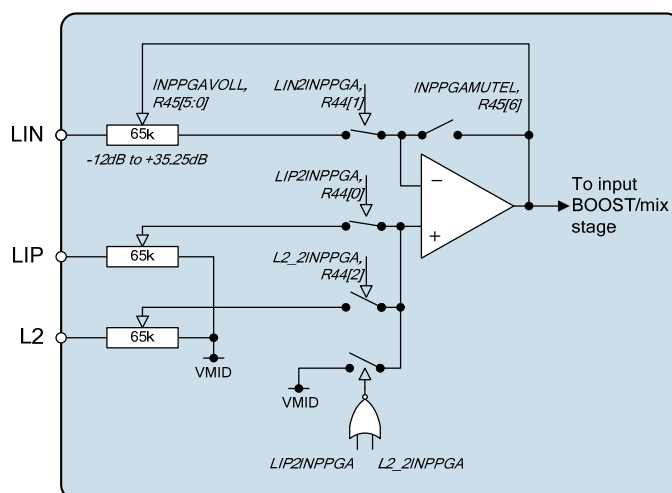 INPPGAVOLL,
R45[5:0]
LIN2INPPGA,
R44[1]
INPPGAMUTEL,
R45[6]
LIN
65k
-12dB to +35.25dB
LIP2INPPGA,
R44[0]
To input
BOOST/mix
stage
LIP
65k
L2_2INPPGA,
R44[2]
L2
65k
VMID
VMID
LIP2INPPGA L2_2INPPGA